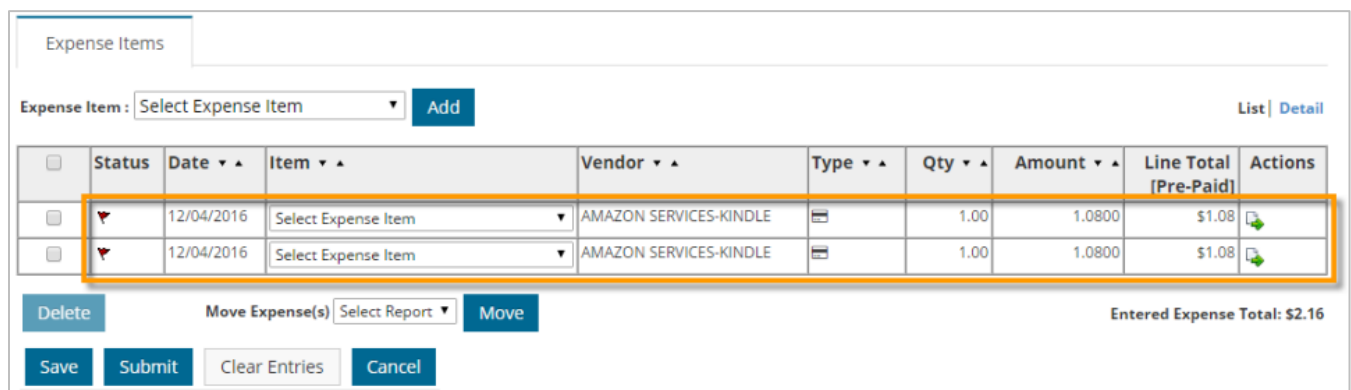 Expense Items
Expense Item : Select Expense Item Add List | Detail
Status Date Item Vendor Type Qty Amount Line Total [Pre-Paid] Actions
12/04/2016 Select Expense Item AMAZON SERVICES-KINDLE 1.00 1.0800 $1.08
12/04/2016 Select Expense Item AMAZON SERVICES-KINDLE 1.00 1.0800 $1.08
Delete Move Expense(s) Select Report Move Entered Expense Total: $2.16
Save Submit Clear Entries Cancel